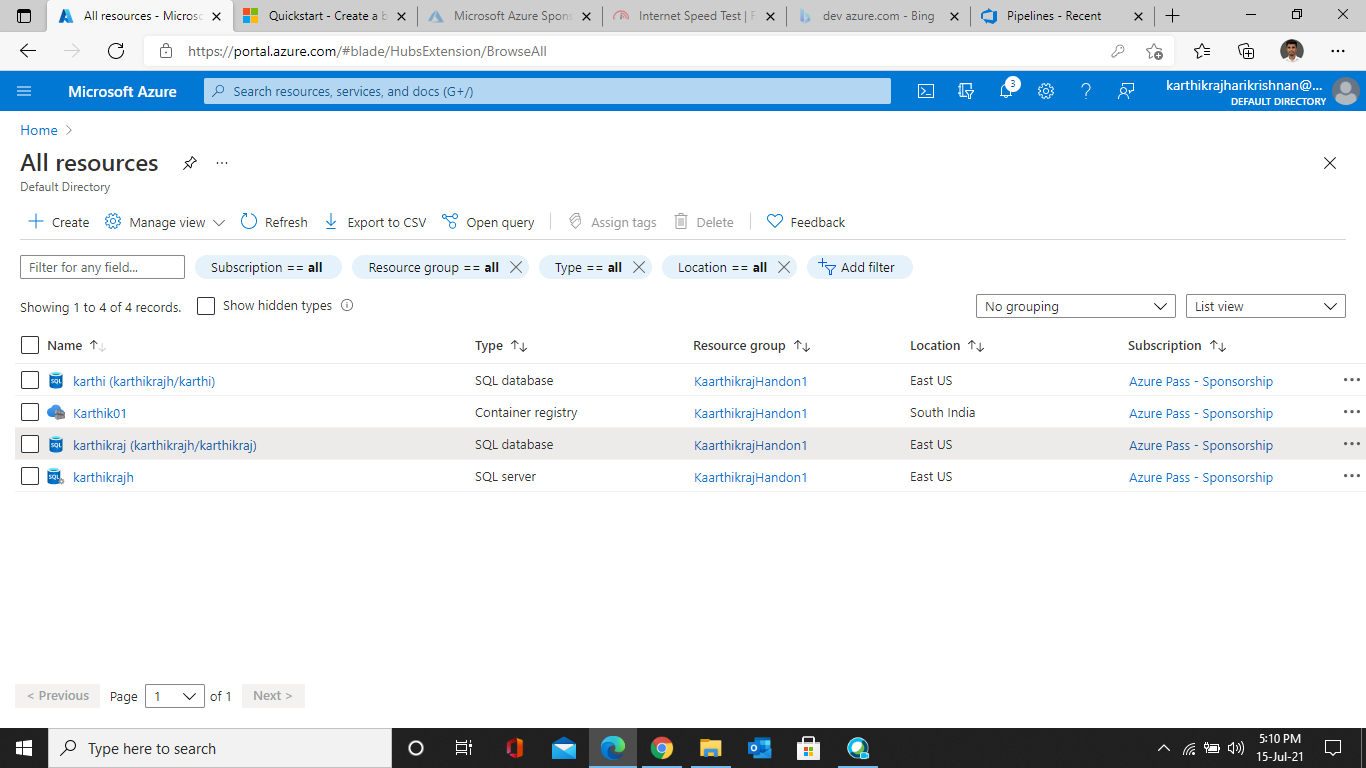 All resources - Microsc
Quickstart - Create a b
Microsoft Azure Spons
Internet Speed Test | F
dev azure.com - Bing
Pipelines - Recent
https://portal.azure.com/#blade/HubsExtension/BrowseAll
Microsoft Azure
Search resources, services, and docs (G+/)
3
karthikrajharikrishnan@...
DEFAULT DIRECTORY
Home
All resources
Default Directory
Create Manage view Refresh Export to CSV Open query Assign tags Delete Feedback
Filter for any field... Subscription == all Resource group == all Type == all Location == all Add filter
Showing 1 to 4 of 4 records. Show hidden types No grouping List view
Name Type Resource group Location Subscription
karthi (karthikrajh/karthi) SQL database KaarthikrajHandon1 East US Azure Pass - Sponsorship
Karthik01 Container registry KaarthikrajHandon1 South India Azure Pass - Sponsorship
karthikraj (karthikrajh/karthikraj) SQL database KaarthikrajHandon1 East US Azure Pass - Sponsorship
karthikrajh SQL server KaarthikrajHandon1 East US Azure Pass - Sponsorship
< Previous Page 1 of 1 Next >
Type here to search
5:10 PM
15-Jul-21